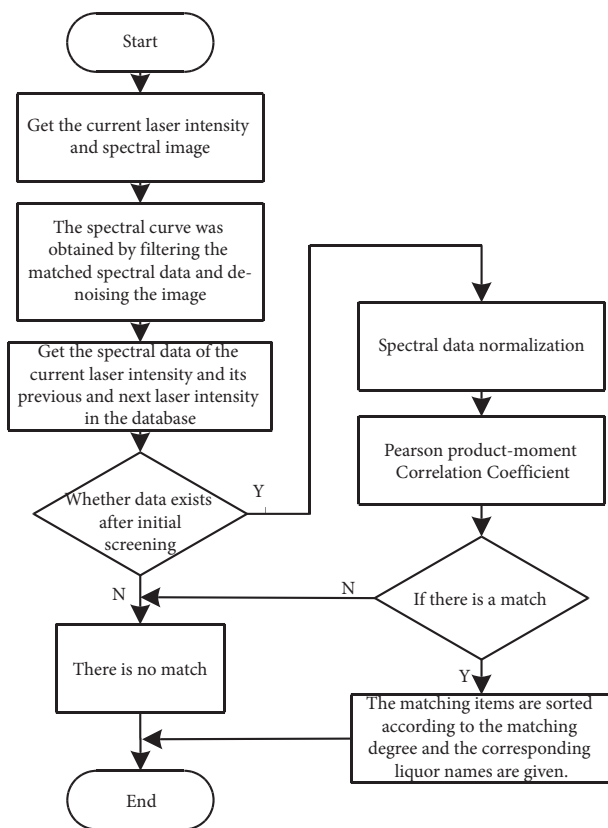 Start
Get the current laser intensity
and spectral image
The spectral curve was
obtained by filtering the
matched spectral data and de-
noising the image
Get the spectral data of the
current laser intensity and its
previous and next laser intensity
in the database
Whether data exists
after initial
screening
Y
N
There is no match
End
Spectral data normalization
Pearson product-moment
Correlation Coefficient
If there is a match
N
Y
The matching items are sorted
according to the matching
degree and the corresponding
liquor names are given.